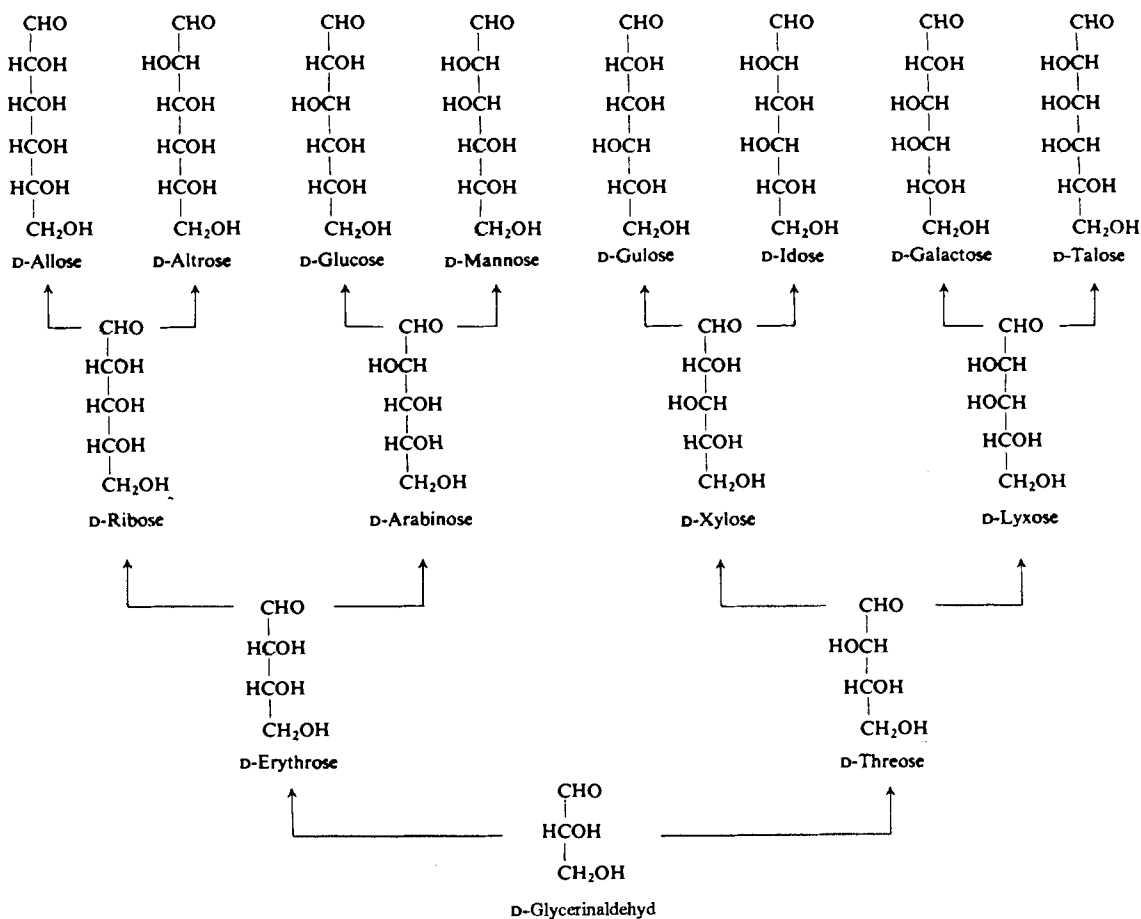 CHO CHO CHO CHO CHO CHO CHO CHO
HCOH HOCH HCOH HOCH HCOH HOCH HCOH HOCH
HCOH HCOH HOCH HOCH HCOH HCOH HOCH HOCH
HCOH HCOH HCOH HCOH HOCH HOCH HOCH HOCH
HCOH HCOH HCOH HCOH HCOH HCOH HCOH HCOH
CH₂OH CH₂OH CH₂OH CH₂OH CH₂OH CH₂OH CH₂OH CH₂OH
D-Allose D-Altrose D-Glucose D-Mannose D-Gulose D-Idose D-Galactose D-Talose
CHO CHO CHO CHO
HCOH HOCH HCOH HOCH
HCOH HCOH HOCH HOCH
HCOH HCOH HCOH HCOH
CH₂OH CH₂OH CH₂OH CH₂OH
D-Ribose D-Arabinose D-Xylose D-Lyxose
CHO CHO
HCOH HOCH
HCOH HCOH
CH₂OH CH₂OH
D-Erythrose D-Threose
CHO
HCOH
CH₂OH
D-Glycerinaldehyd